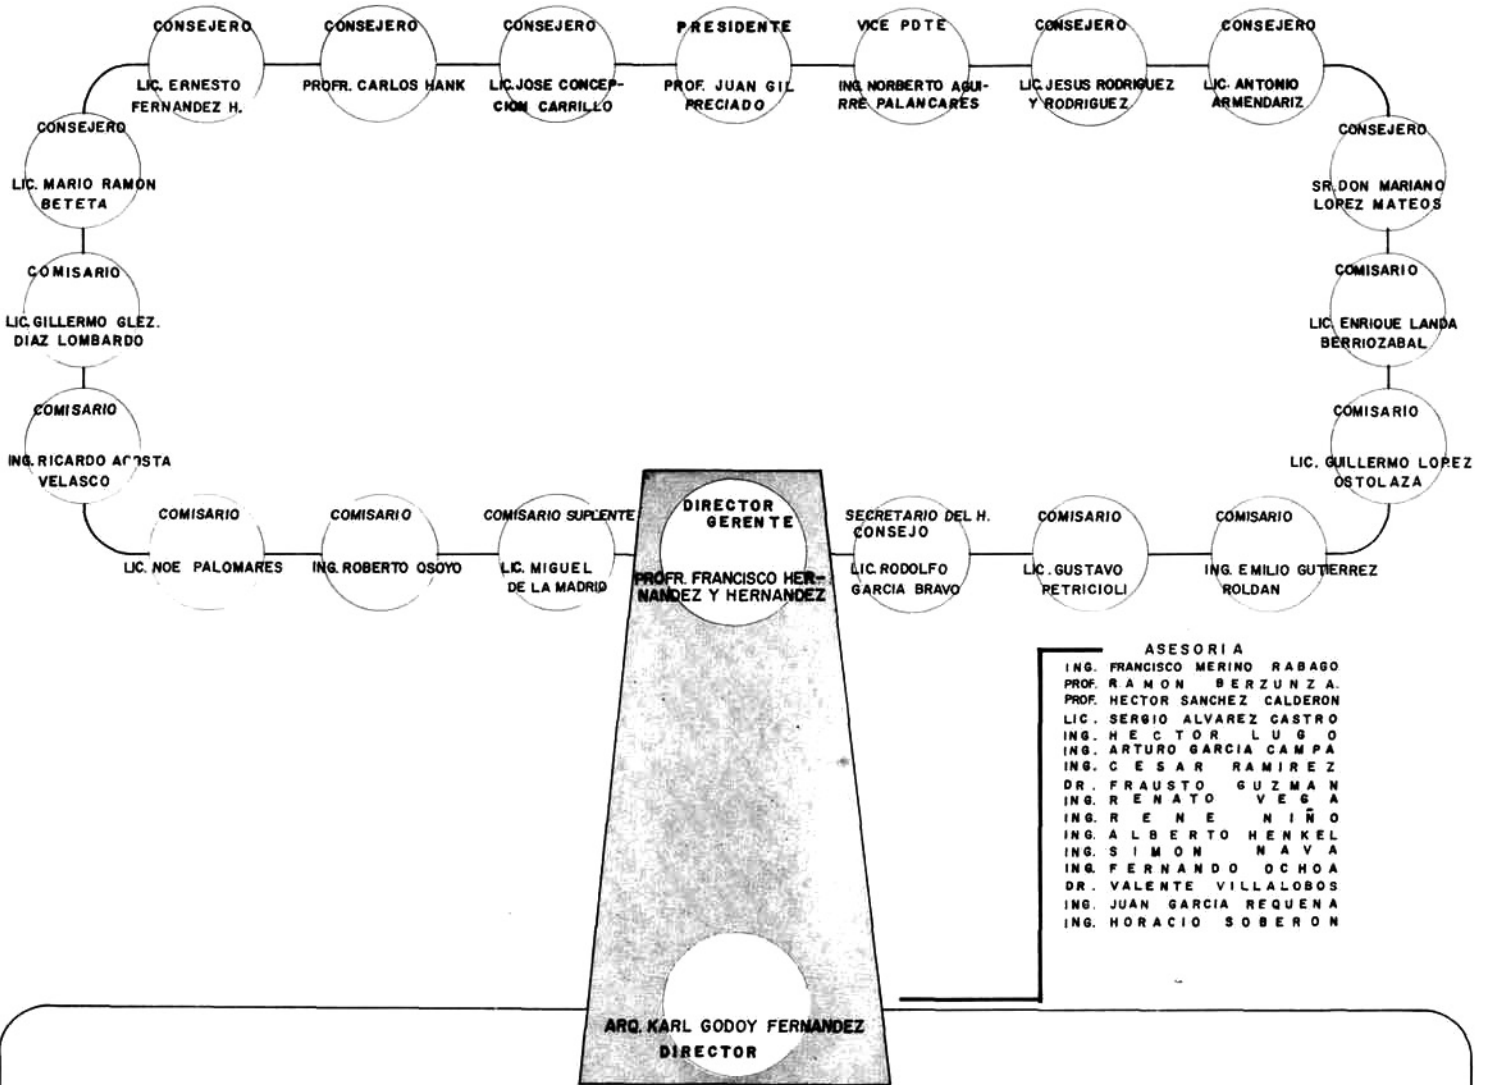 CONSEJERO
LIC. ERNESTO
FERNANDEZ H.
CONSEJERO
PROFR. CARLOS HANK
CONSEJERO
LIC. JOSE CONCEP-
CION CARRILLO
PRESIDENTE
PROF. JUAN GIL
PRECIADO
VICE PDTE
ING. NORBERTO AGUI-
RRE PALANCARES
CONSEJERO
LIC. JESUS RODRIGUEZ
Y RODRIGUEZ
CONSEJERO
LIC. ANTONIO
ARMENDARIZ
CONSEJERO
LIC. MARIO RAMON
BETETA
CONSEJERO
SR. DON MARIANO
LOPEZ MATEOS
COMISARIO
LIC. GILLERMO GLEZ.
DIAZ LOMBARDO
COMISARIO
LIC. ENRIQUE LANDA
BERRIOZABAL
COMISARIO
ING. RICARDO ACOSTA
VELASCO
COMISARIO
LIC. GUILLERMO LOPEZ
OSTOLAZA
COMISARIO
LIC. NOE PALOMARES
COMISARIO
ING. ROBERTO OSOYO
COMISARIO SUPLENTE
LIC. MIGUEL
DE LA MADRID
DIRECTOR
GERENTE
PROFR. FRANCISCO HER-
NANDEZ Y HERNANDEZ
SECRETARIO DEL H.
CONSEJO
LIC. RODOLFO
GARCIA BRAVO
COMISARIO
LIC. GUSTAVO
PETRICIOLI
COMISARIO
ING. EMILIO GUTIERREZ
ROLDAN
ASESORIA
ING. FRANCISCO MERINO RABAGO
PROF. RAMON BERZUNZA.
PROF. HECTOR SANCHEZ CALDERON
LIC. SERGIO ALVAREZ CASTRO
ING. HECTOR LUGO
ING. ARTURO GARCIA CAMPA
ING. CESAR RAMIREZ
DR. FRAUSTO GUZMAN
ING. RENATO VEGA
ING. RENE NIÑO
ING. ALBERTO HENKEL
ING. SIMON NAVA
ING. FERNANDO OCHOA
DR. VALENTE VILLALOBOS
ING. JUAN GARCIA REQUENA
ING. HORACIO SOBERON
ARQ. KARL GODOY FERNANDEZ
DIRECTOR